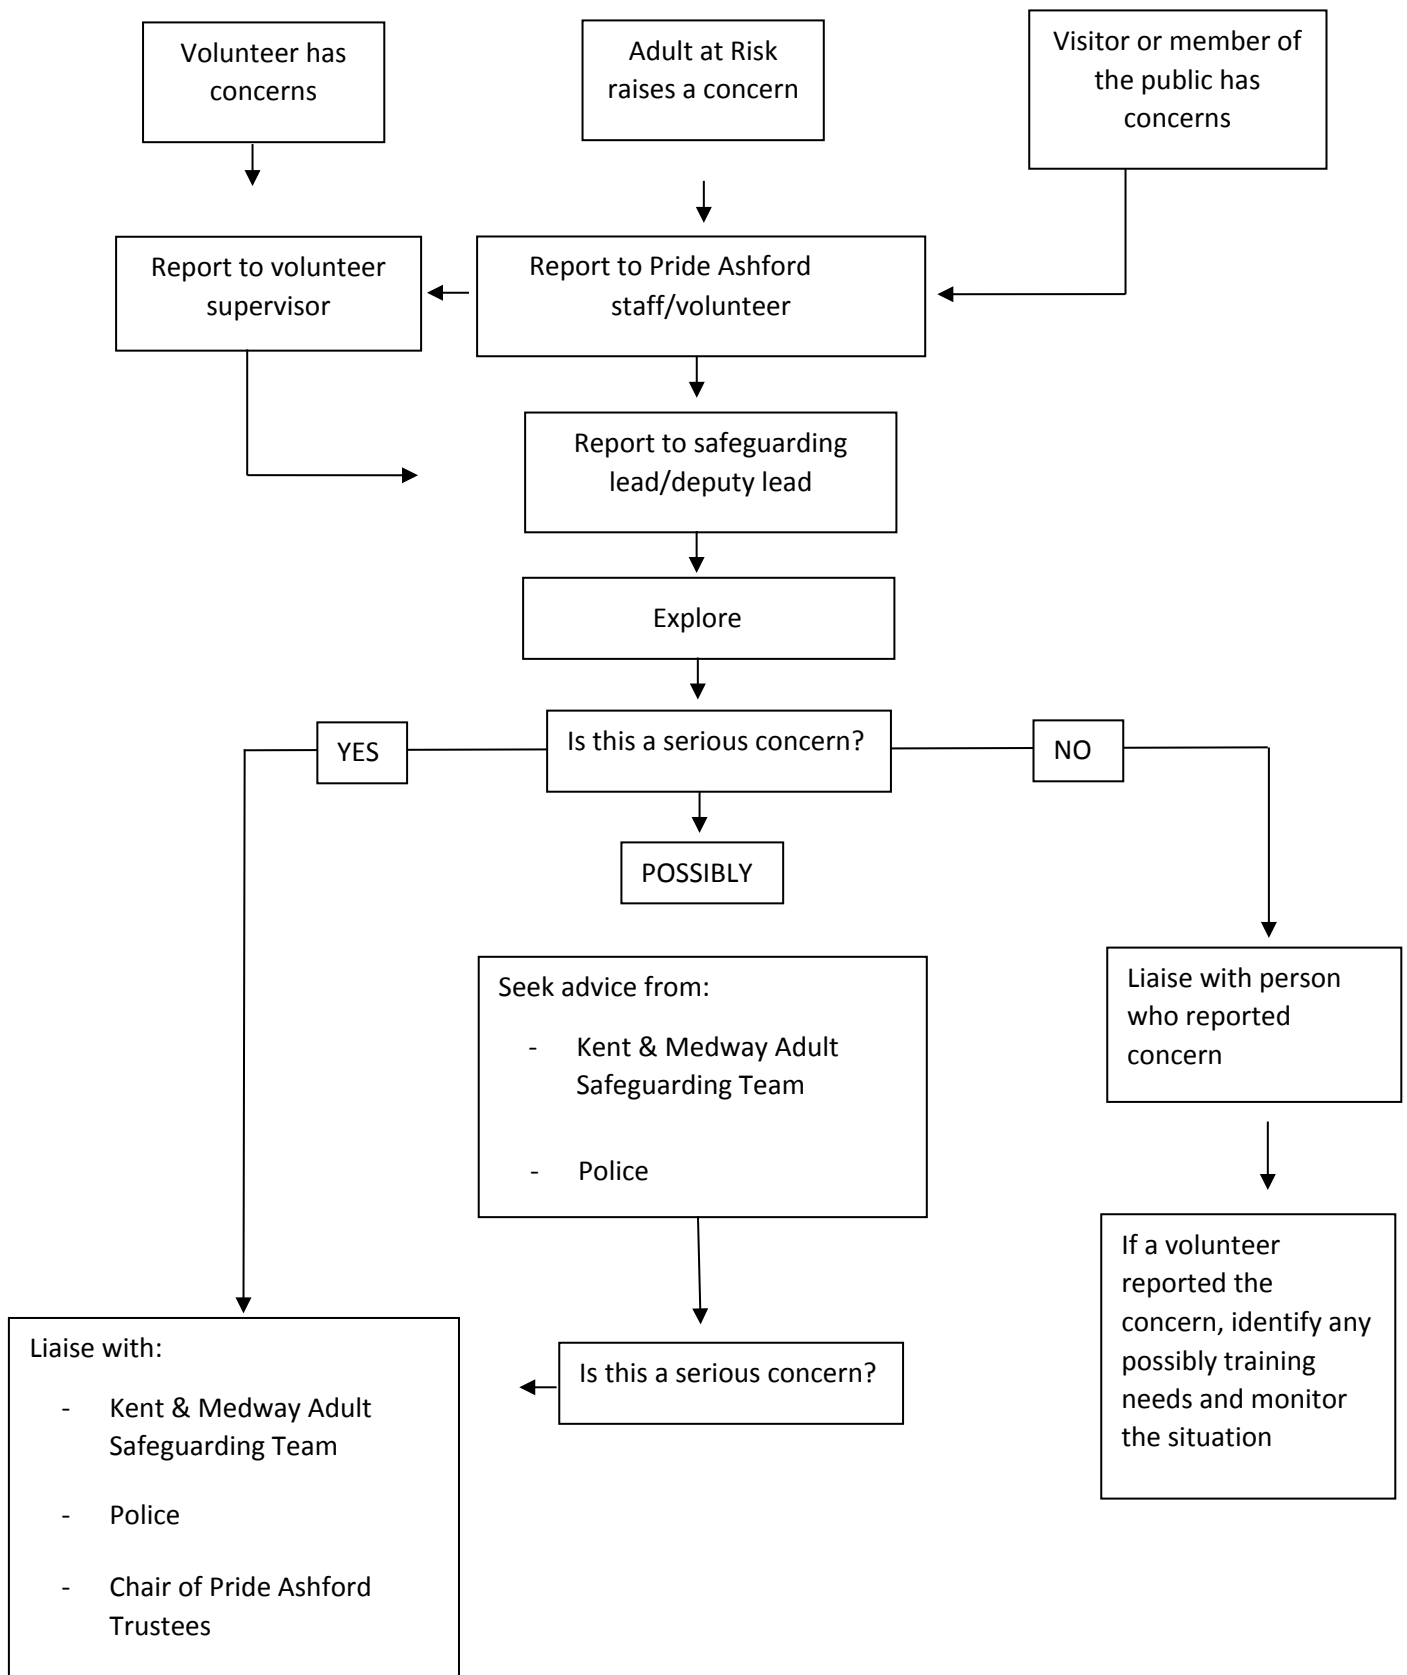 Volunteer has
concerns
Adult at Risk
raises a concern
Visitor or member of
the public has
concerns
Report to volunteer
supervisor
Report to Pride Ashford
staff/volunteer
Report to safeguarding
lead/deputy lead
Explore
YES
Is this a serious concern?
NO
POSSIBLY
Seek advice from:
- Kent & Medway Adult
Safeguarding Team
- Police
Liaise with person
who reported
concern
If a volunteer
reported the
concern, identify any
possibly training
needs and monitor
the situation
Is this a serious concern?
Liaise with:
- Kent & Medway Adult
Safeguarding Team
- Police
- Chair of Pride Ashford
Trustees